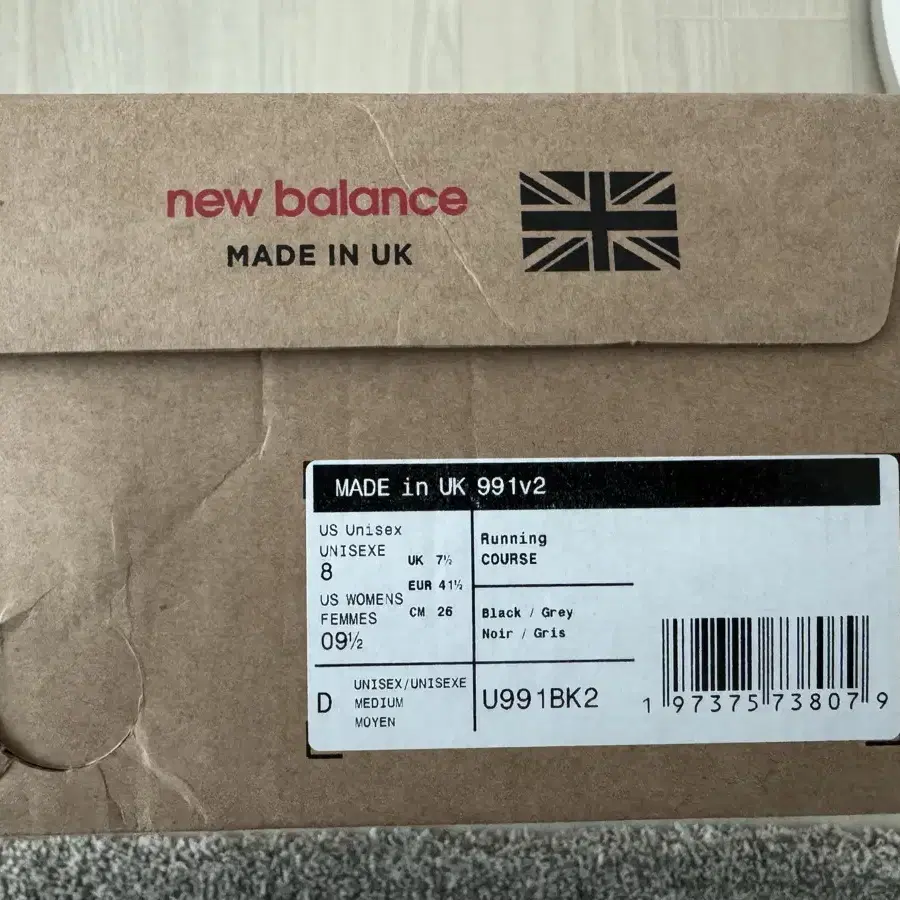 new balance
MADE IN UK
MADE in UK 991v2
US Unisex
UNISEXE
8
US WOMENS
FEMMES
09½
UK 7½
EUR 41½
CM 26
Running
COURSE
Black / Grey
Noir / Gris
D
UNISEX/UNISEXE
MEDIUM
MOYEN
U991BK2
1 97375 73807 9